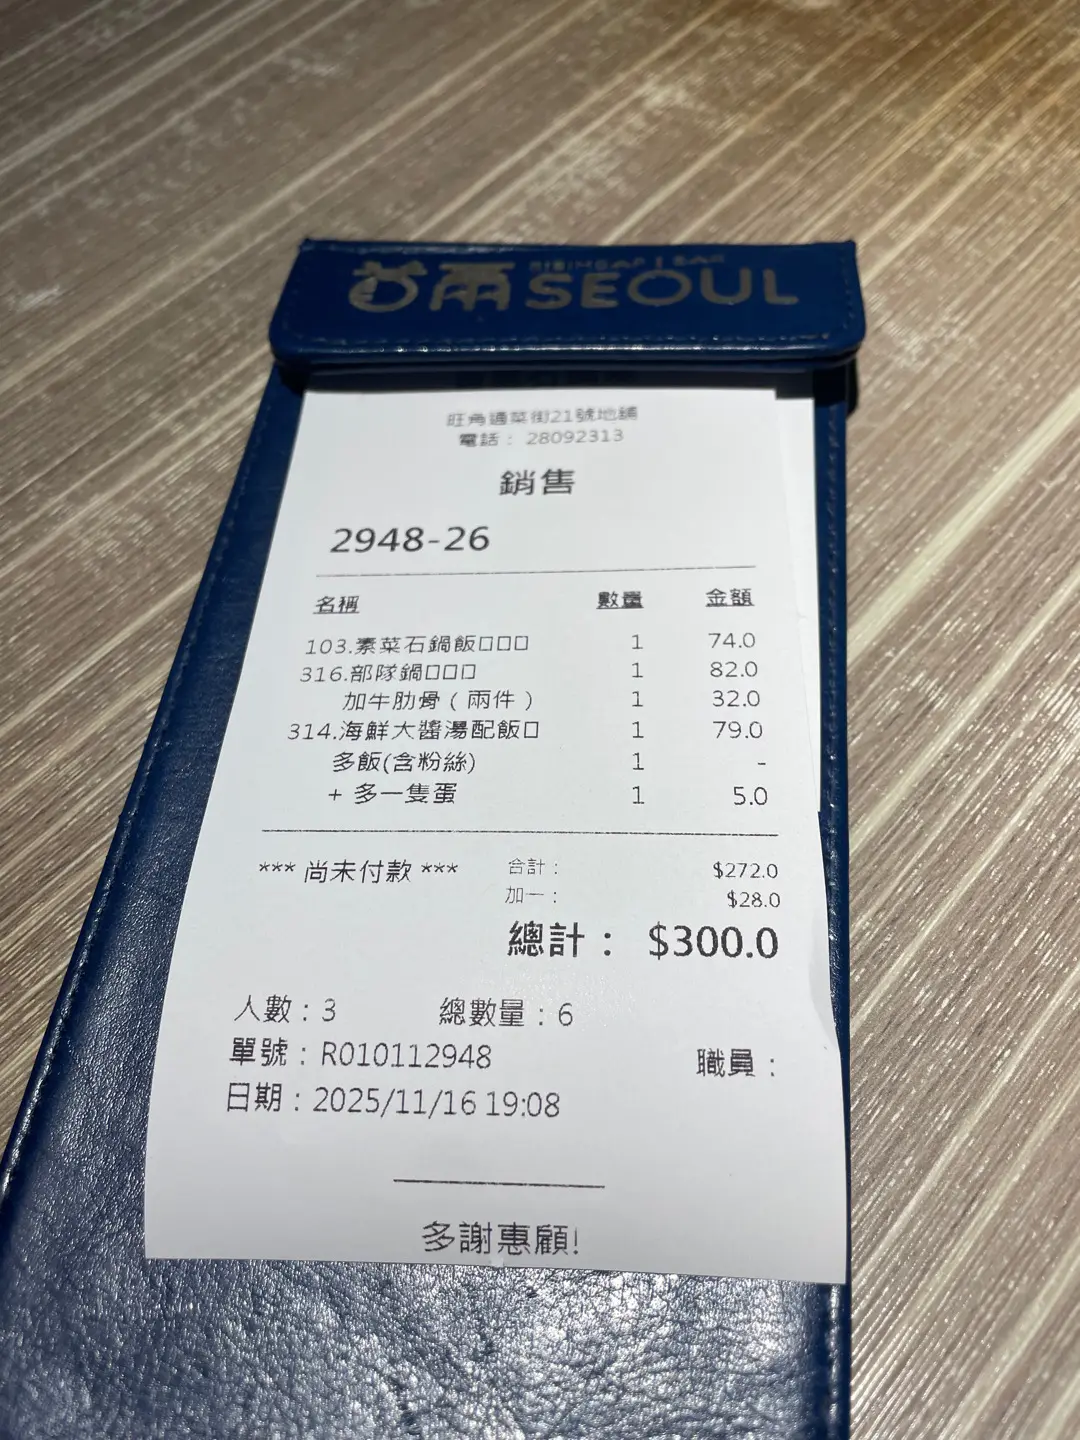 BIBIMBAP | BAR
SEOUL
旺角通菜街21號地舖
電話： 28092313
銷售
2948-26
名稱 數量 金額
103.素菜石鍋飯□□□ 1 74.0
316.部隊鍋□□□ 1 82.0
加牛肋骨（兩件） 1 32.0
314.海鮮大醬湯配飯□ 1 79.0
多飯(含粉絲) 1 -
+ 多一隻蛋 1 5.0
*** 尚未付款 *** 合計： $272.0
加一： $28.0
總計： $300.0
人數：3 總數量：6
單號：R010112948 職員：
日期：2025/11/16 19:08
多謝惠顧!